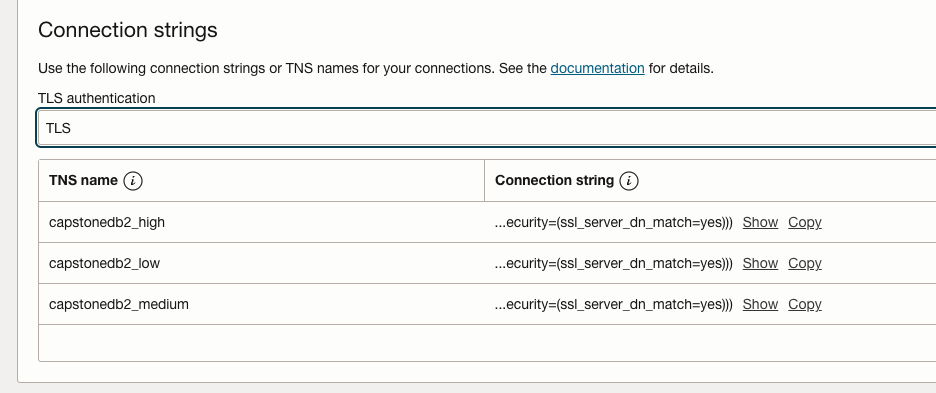 Connection strings
Use the following connection strings or TNS names for your connections. See the documentation for details.
TLS authentication
TLS
TNS name i Connection string i
capstonedb2_high ...ecurity=(ssl_server_dn_match=yes))) Show Copy
capstonedb2_low ...ecurity=(ssl_server_dn_match=yes))) Show Copy
capstonedb2_medium ...ecurity=(ssl_server_dn_match=yes))) Show Copy